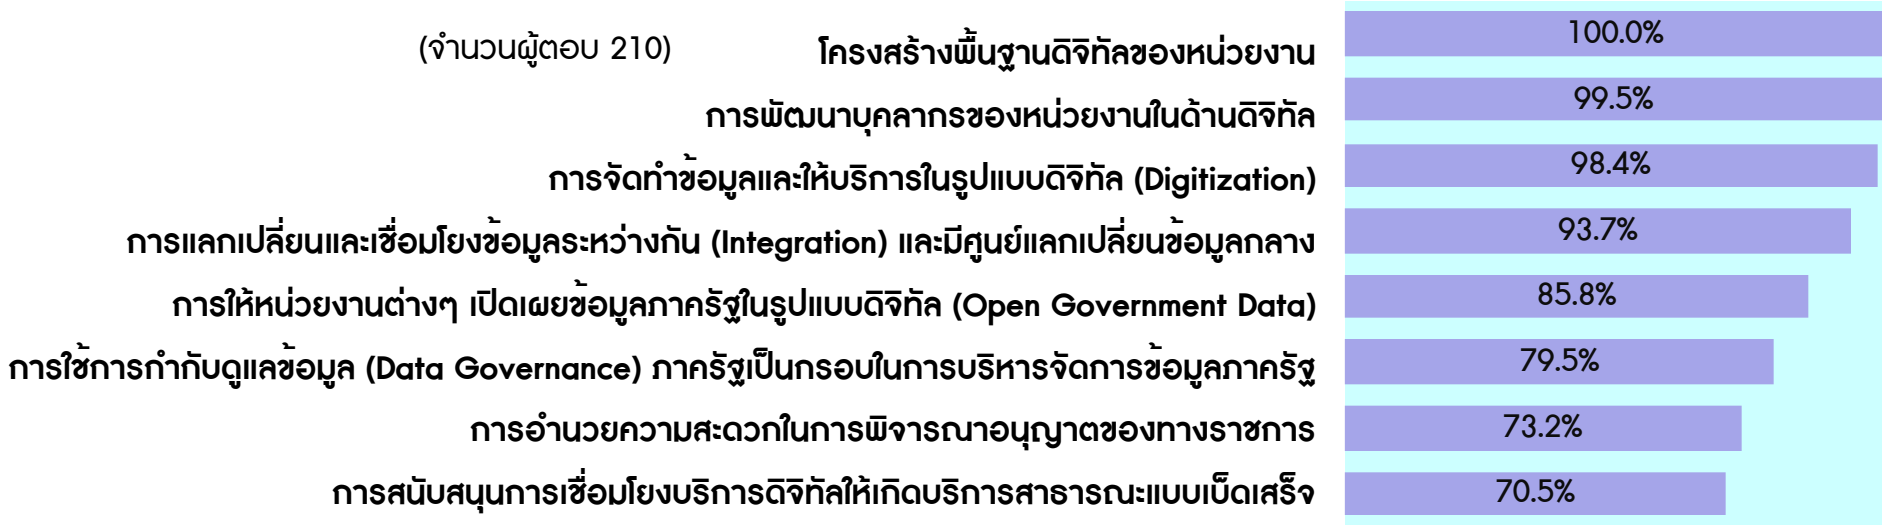 (จำนวนผู้ตอบ 210) โครงสร้างพื้นฐานดิจิทัลของหน่วยงาน 100.0%
การพัฒนาบุคลากรของหน่วยงานในด้านดิจิทัล 99.5%
การจัดทำข้อมูลและให้บริการในรูปแบบดิจิทัล (Digitization) 98.4%
การแลกเปลี่ยนและเชื่อมโยงข้อมูลระหว่างกัน (Integration) และมีศูนย์แลกเปลี่ยนข้อมูลกลาง 93.7%
การให้หน่วยงานต่างๆ เปิดเผยข้อมูลภาครัฐในรูปแบบดิจิทัล (Open Government Data) 85.8%
การใช้การกำกับดูแลข้อมูล (Data Governance) ภาครัฐเป็นกรอบในการบริหารจัดการข้อมูลภาครัฐ 79.5%
การอำนวยความสะดวกในการพิจารณาอนุญาตของทางราชการ 73.2%
การสนับสนุนการเชื่อมโยงบริการดิจิทัลให้เกิดบริการสาธารณะแบบเบ็ดเสร็จ 70.5%